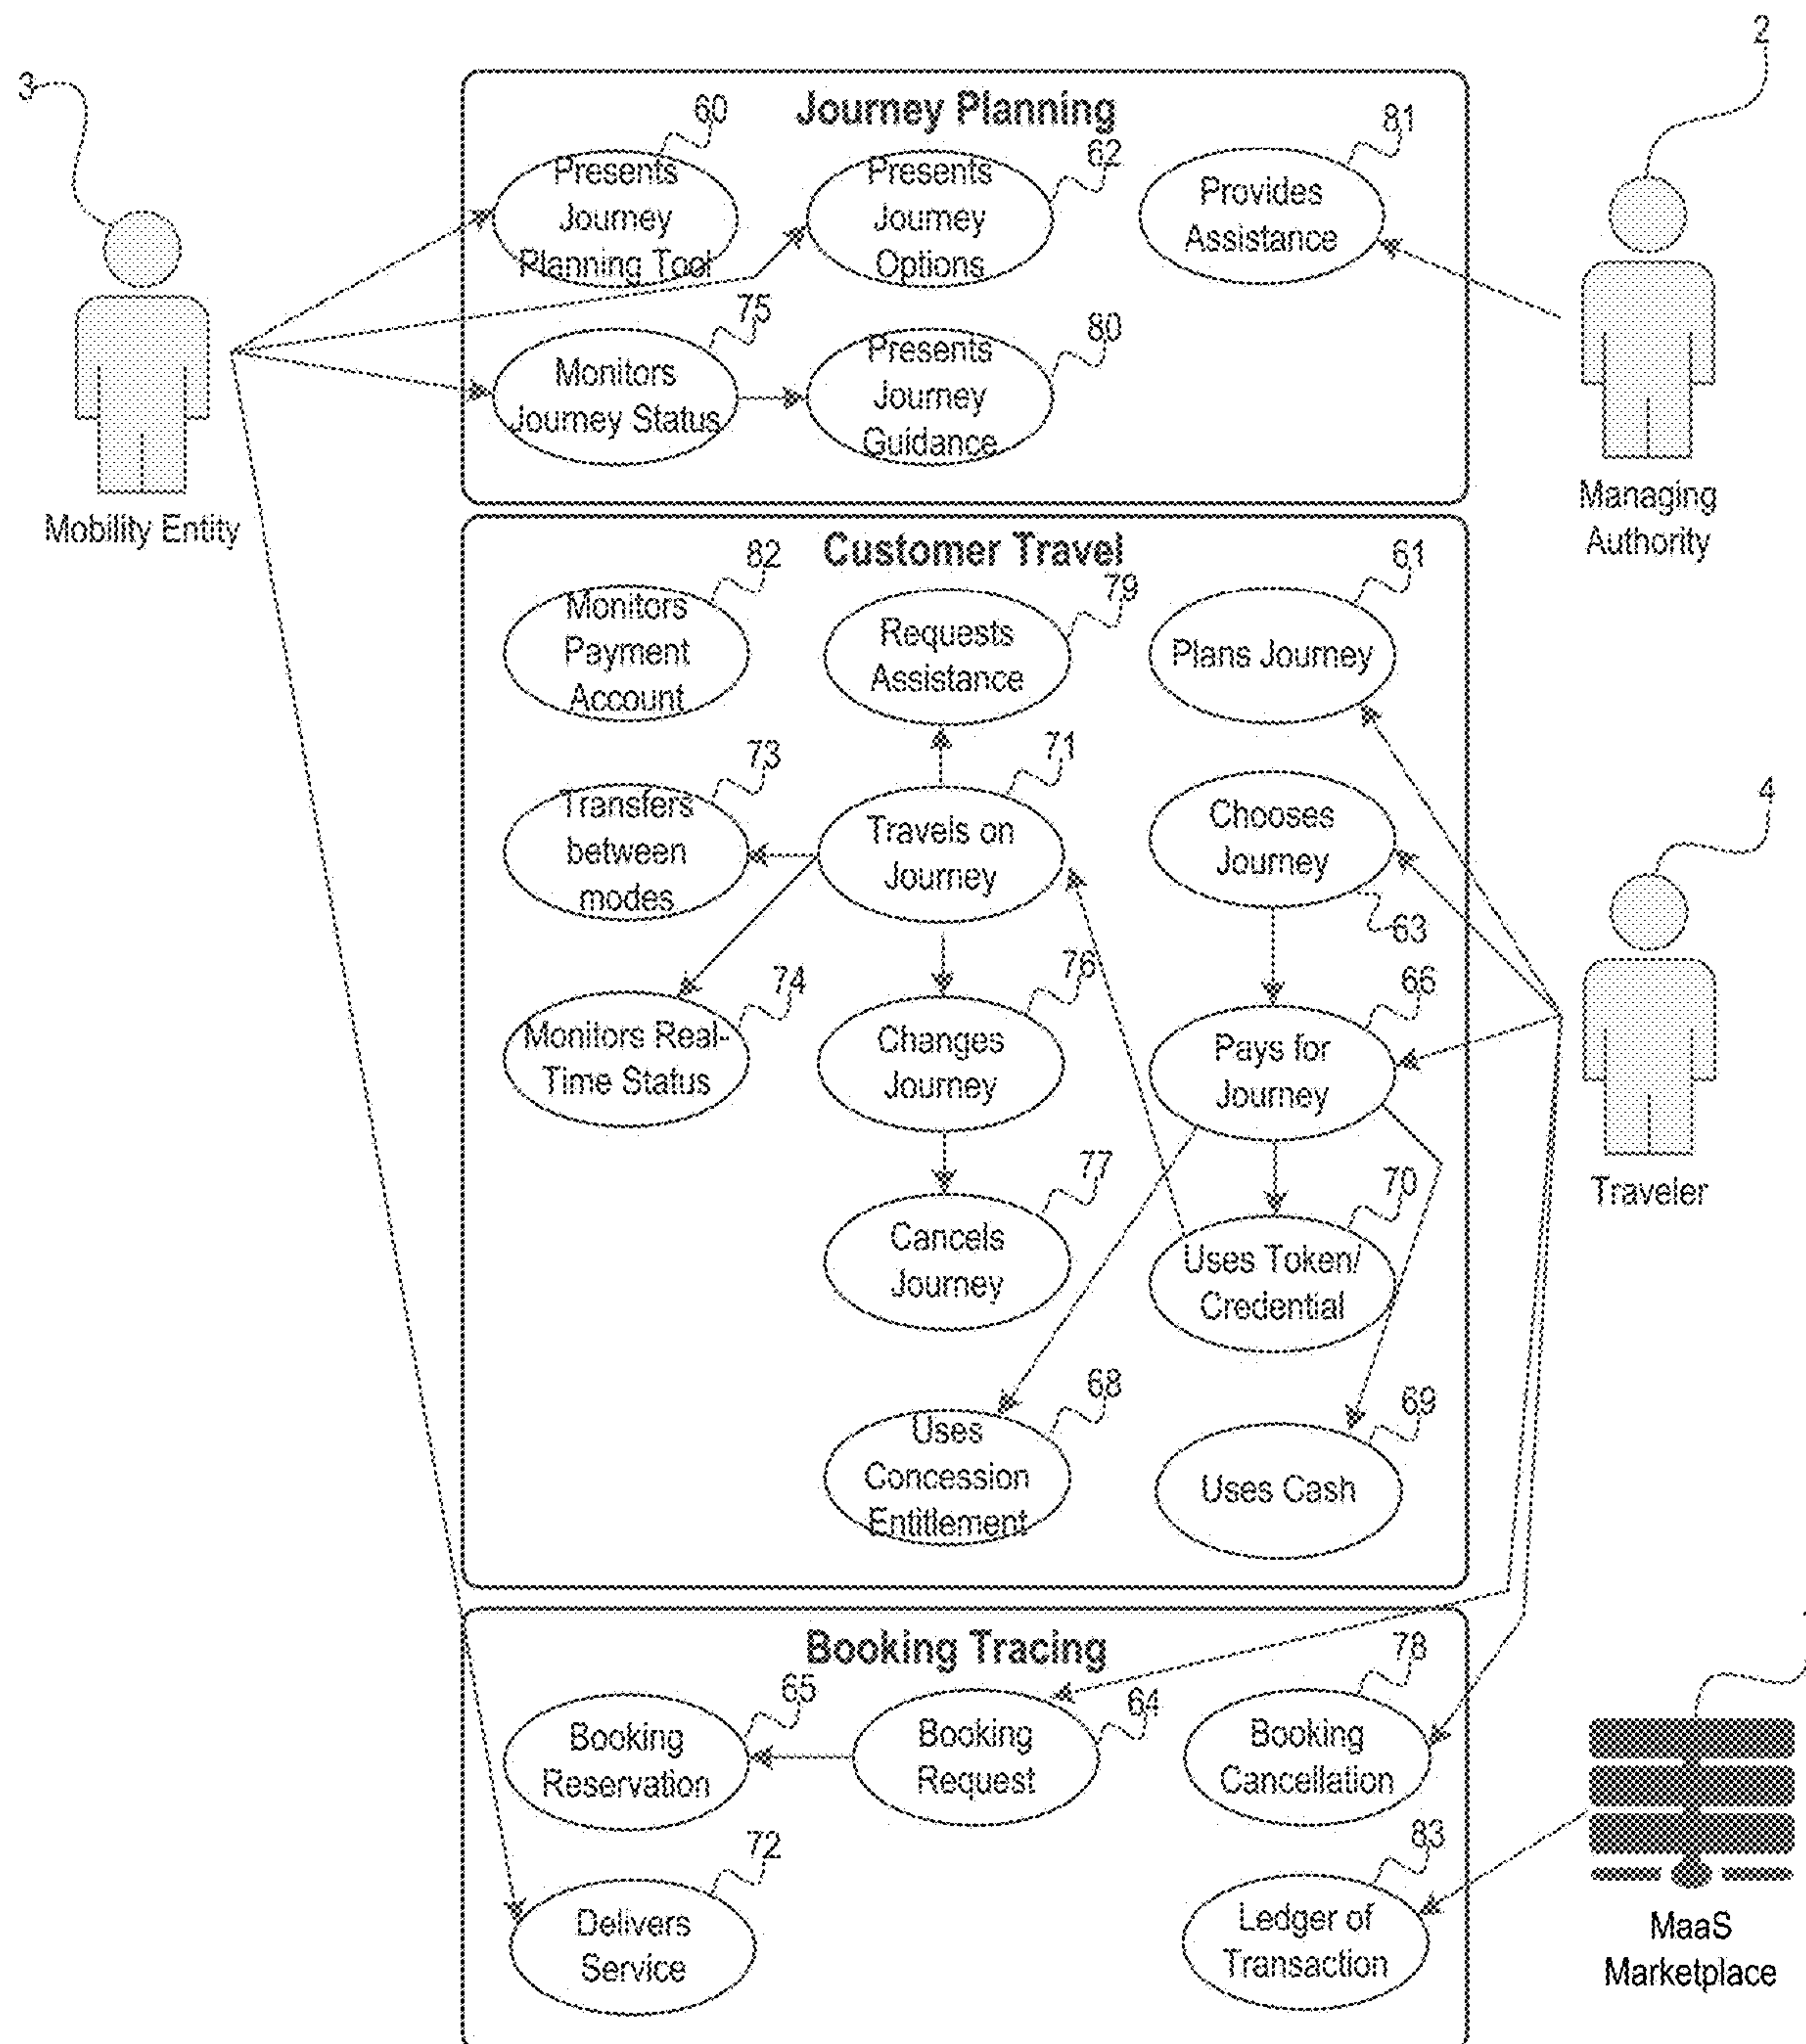 2
3
Journey Planning
60
Presents
Journey
Planning Tool
62
Presents
Journey
Options
81
Provides
Assistance
75
Monitors
Journey Status
80
Presents
Journey
Guidance
Mobility Entity
Managing
Authority
Customer Travel
82
Monitors
Payment
Account
79
Requests
Assistance
61
Plans Journey
73
Transfers
between
modes
71
Travels on
Journey
Chooses
Journey
63
4
74
Monitors Real-
Time Status
76
Changes
Journey
66
Pays for
Journey
Traveler
77
Cancels
Journey
70
Uses Token/
Credential
68
Uses
Concession
Entitlement
69
Uses Cash
Booking Tracing
65
Booking
Reservation
64
Booking
Request
78
Booking
Cancellation
72
Delivers
Service
83
Ledger of
Transaction
MaaS
Marketplace